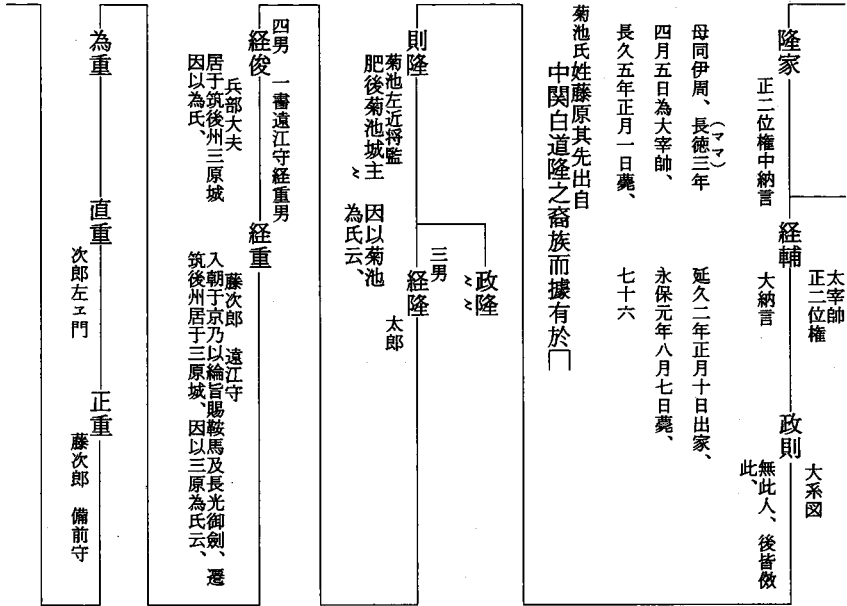 隆家
正二位権中納言
母同伊周、長徳三年
（ママ）
四月五日為大宰帥、
長久五年正月一日薨、
太宰帥
正二位権
経輔
大納言
延久二年正月十日出家、
永保元年八月七日薨、
七十六
政則
大系図
無此人、後皆倣
此、
菊池氏姓藤原其先出自
中関白道隆之裔族而據有於□
則隆
菊池左近将監
肥後菊池城主
〃
因以菊池
為氏云、
政隆
〃〃
三男
経隆
太郎
四男　一書遠江守経重男
経俊
兵部大夫
居于筑後州三原城
因以為氏、
経重
藤次郎　遠江守
入朝于京乃以綸旨賜鞍馬及長光御劍、遷
筑後州居于三原城、因以三原為氏云、
為重
直重
次郎左ヱ門
正重
藤次郎　備前守